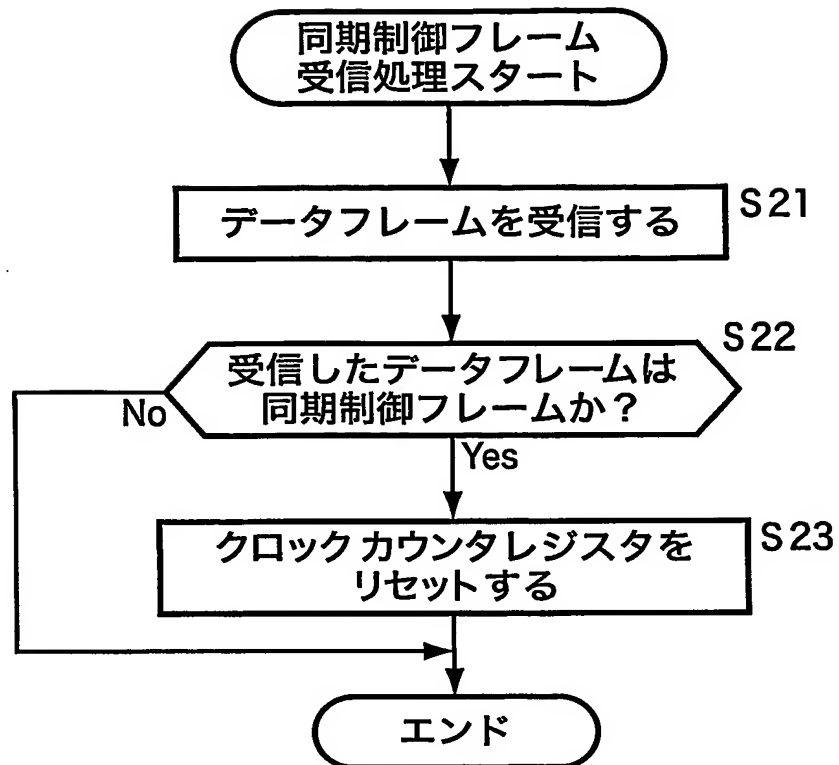 同期制御フレーム
受信処理スタート
データフレームを受信する
S21
受信したデータフレームは
同期制御フレームか？
S22
No
Yes
クロックカウンタレジスタを
リセットする
S23
エンド